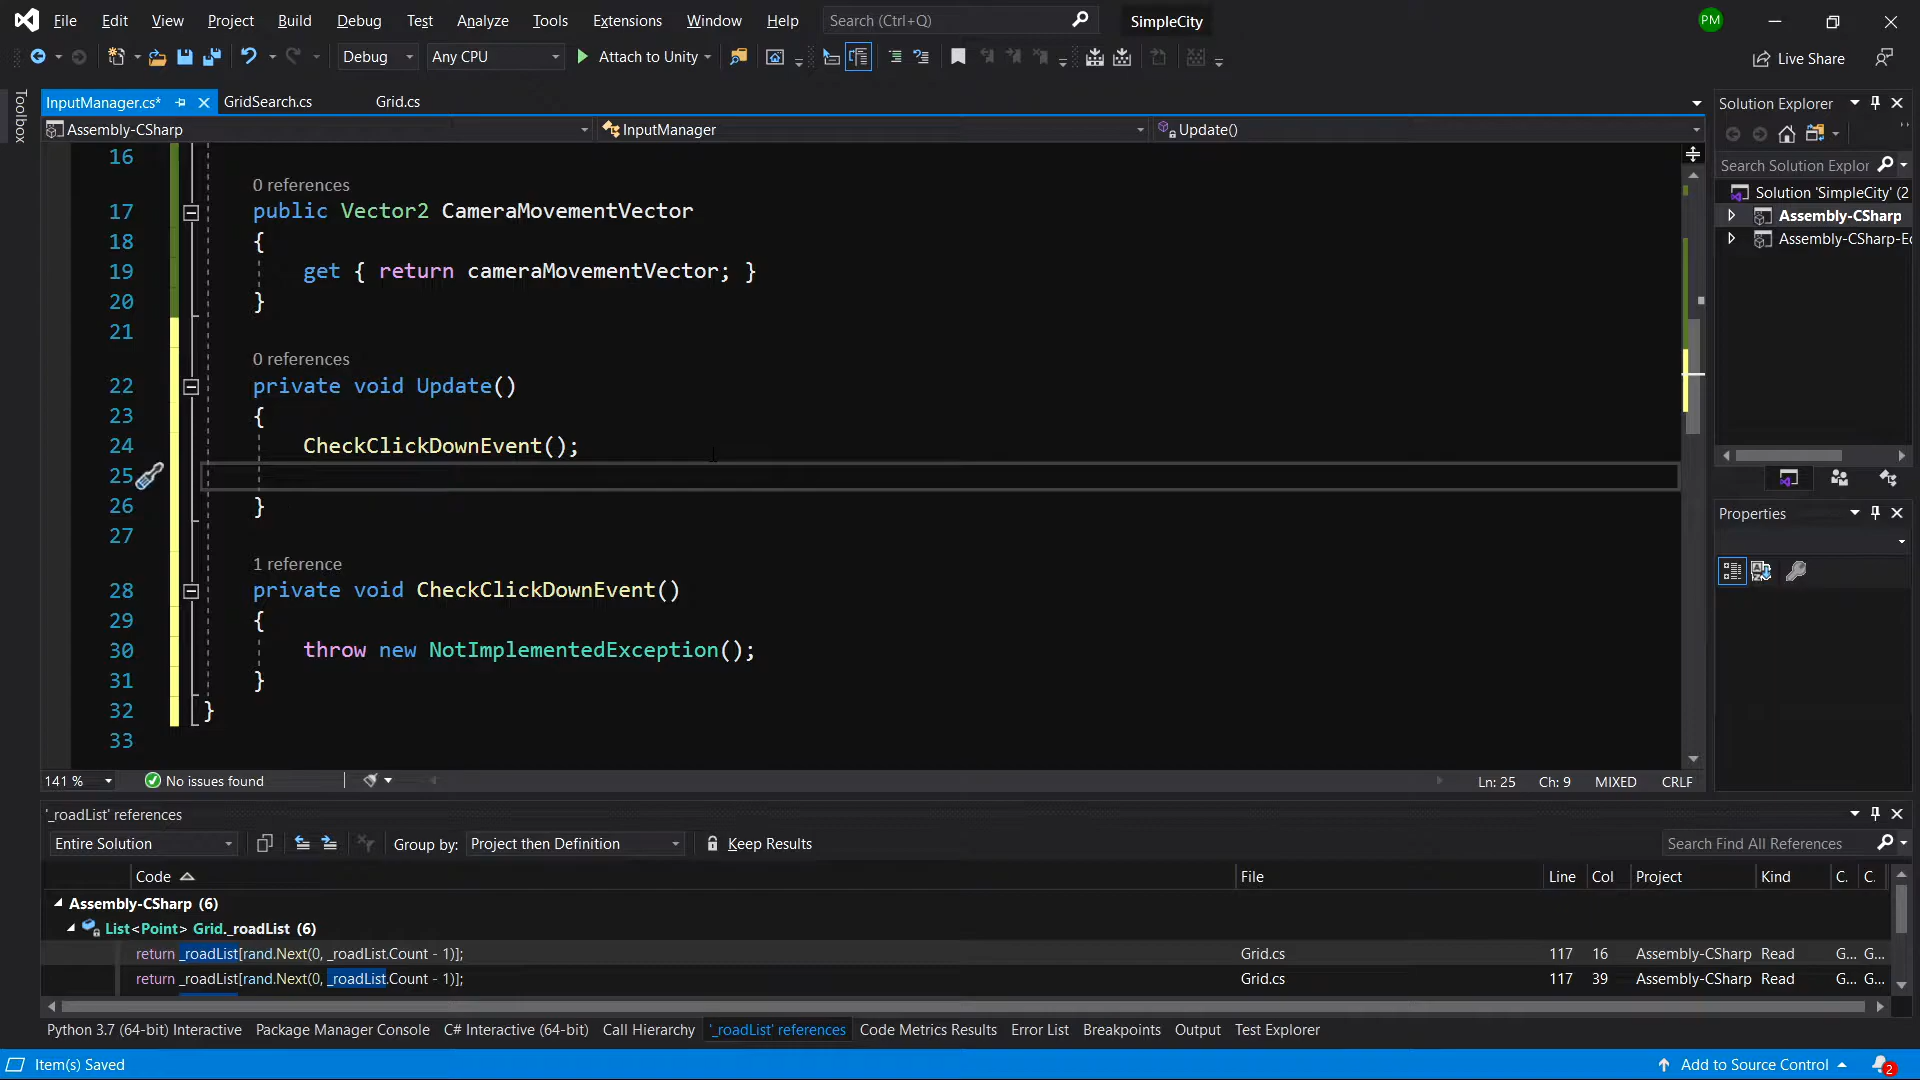 File Edit View Project Build Debug Test Analyze Tools Extensions Window Help Search (Ctrl+Q) SimpleCity PM
Debug Any CPU Attach to Unity Live Share
Toolbox
InputManager.cs* GridSearch.cs Grid.cs
Assembly-CSharp InputManager Update()
16
0 references
17 public Vector2 CameraMovementVector
18 {
19 get { return cameraMovementVector; }
20 }
21
0 references
22 private void Update()
23 {
24 CheckClickDownEvent();
25
26 }
27
1 reference
28 private void CheckClickDownEvent()
29 {
30 throw new NotImplementedException();
31 }
32 }
33
141 % No issues found Ln: 25 Ch: 9 MIXED CRLF
Solution Explorer
Search Solution Explor
Solution 'SimpleCity' (2
Assembly-CSharp
Assembly-CSharp-Ec
Properties
'_roadList' references
Entire Solution Group by: Project then Definition Keep Results Search Find All References
Code File Line Col Project Kind C. C.
Assembly-CSharp (6)
List<Point> Grid._roadList (6)
return _roadList[rand.Next(0, _roadList.Count - 1)]; Grid.cs 117 16 Assembly-CSharp Read G... G...
return _roadList[rand.Next(0, _roadList.Count - 1)]; Grid.cs 117 39 Assembly-CSharp Read G... G...
Python 3.7 (64-bit) Interactive Package Manager Console C# Interactive (64-bit) Call Hierarchy '_roadList' references Code Metrics Results Error List Breakpoints Output Test Explorer
Item(s) Saved Add to Source Control 2